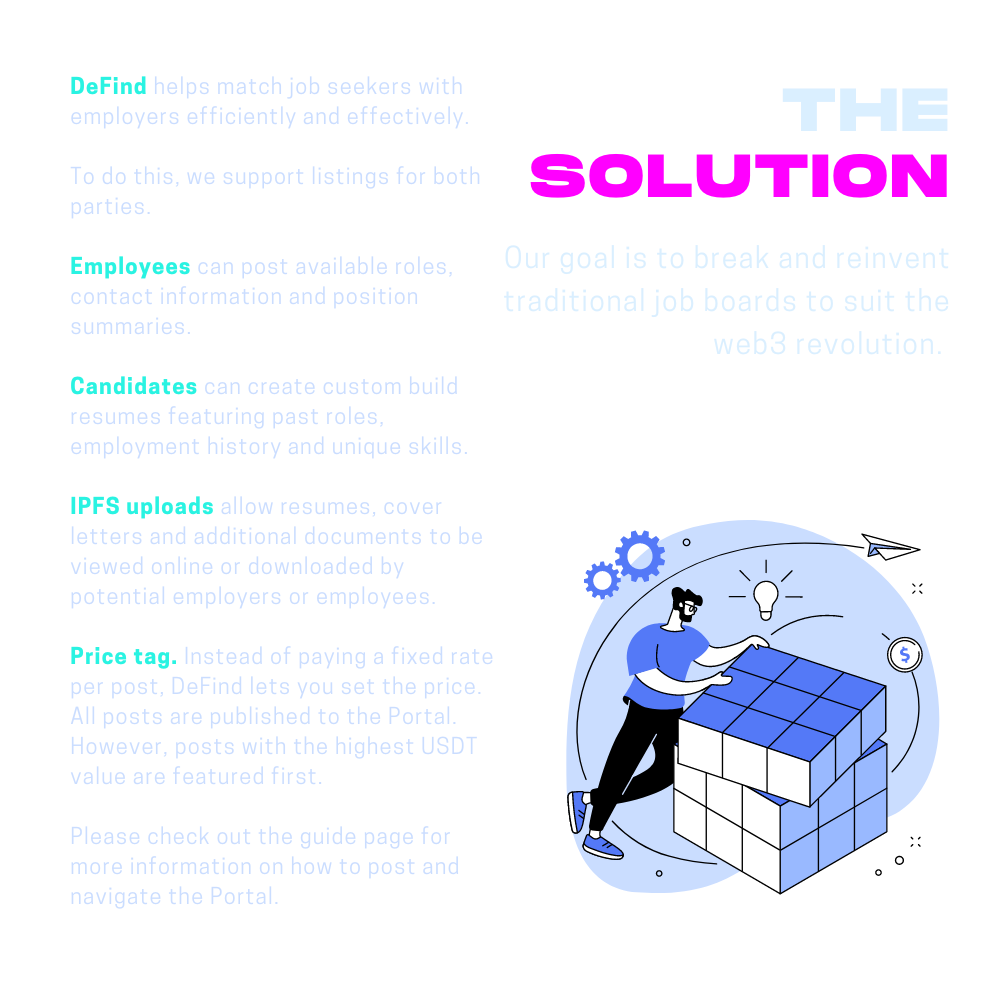 THE
SOLUTION
Our goal is to break and reinvent
traditional job boards to suit the
web3 revolution.
DeFind helps match job seekers with
employers efficiently and effectively.
To do this, we support listings for both
parties.
Employees can post available roles,
contact information and position
summaries.
Candidates can create custom build
resumes featuring past roles,
employment history and unique skills.
IPFS uploads allow resumes, cover
letters and additional documents to be
viewed online or downloaded by
potential employers or employees.
Price tag. Instead of paying a fixed rate
per post, DeFind lets you set the price.
All posts are published to the Portal.
However, posts with the highest USDT
value are featured first.
Please check out the guide page for
more information on how to post and
navigate the Portal.
$